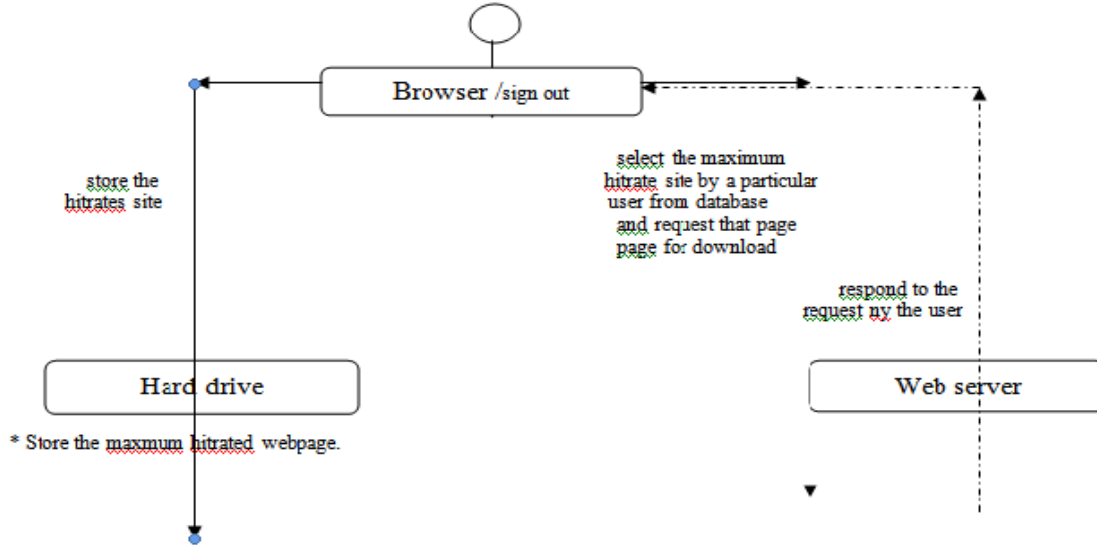 Browser /sign out
store the
hitrates site
select the maximum
hitrate site by a particular
user from database
and request that page
page for download
respond to the
request ny the user
Hard drive
Web server
* Store the maxmum hitrated webpage.